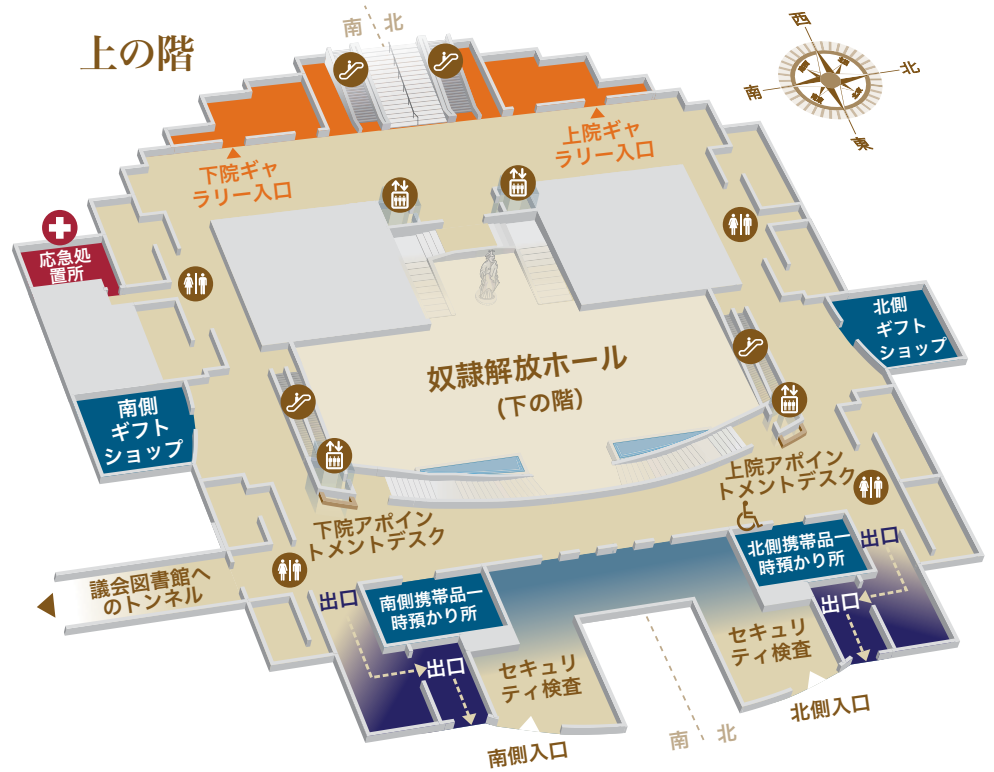 上の階
南
北
西
南
北
東
下院ギャ
ラリー入口
上院ギャ
ラリー入口
応急処
置所
北側
ギフト
ショップ
奴隷解放ホール
(下の階)
南側
ギフト
ショップ
上院アポイン
トメントデスク
下院アポイン
トメントデスク
議会図書館へ
のトンネル
出口
南側携帯品一
時預かり所
北側携帯品一
時預かり所
出口
出口
出口
セキュリ
ティ検査
セキュリ
ティ検査
南側入口
南
北
北側入口